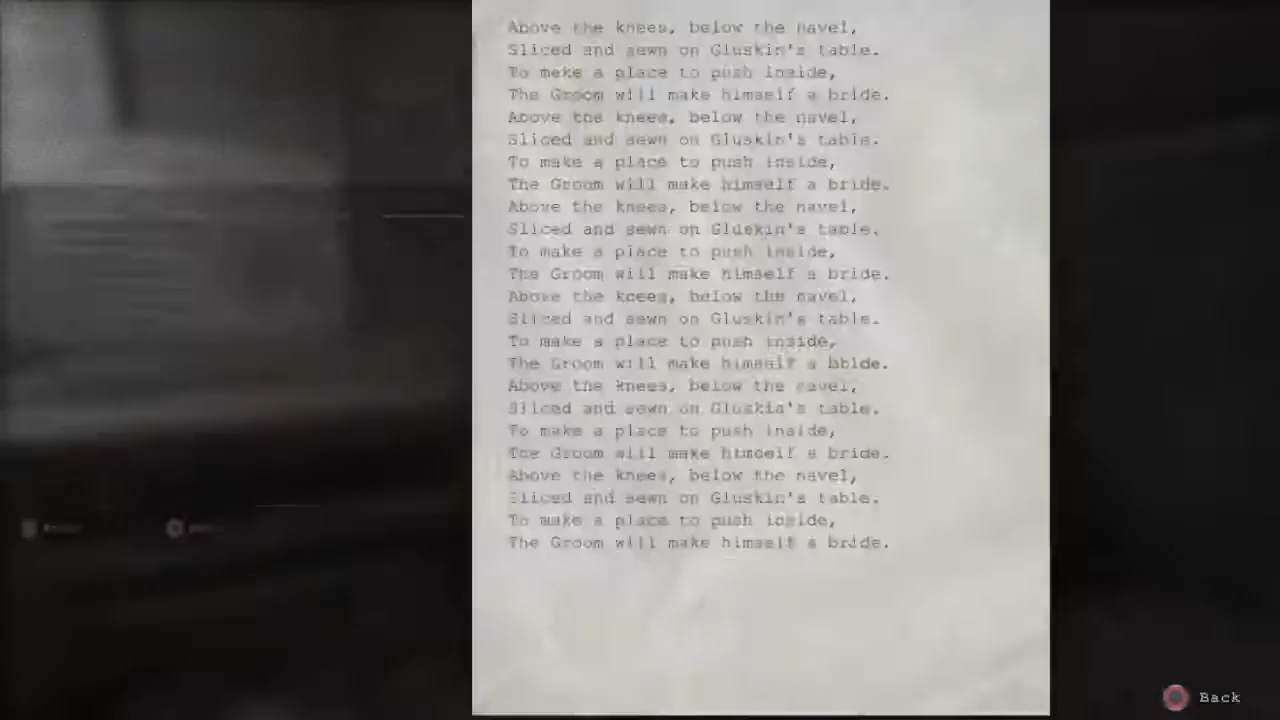 Above the knees, below the navel,
Sliced and sewn on Gluskin's table.
To make a place to push inside,
The Groom will make himself a bride.
Above the knees, below the navel,
Sliced and sewn on Gluskin's table.
To make a place to push inside,
The Groom will make himself a bride.
Above the knees, below the navel,
Sliced and sewn on Gluskin's table.
To make a place to push inside,
The Groom will make himself a bride.
Above the knees, below the navel,
Sliced and sewn on Gluskin's table.
To make a place to push inside,
The Groom will make himself a bride.
Above the knees, below the navel,
Sliced and sewn on Gluskin's table.
To make a place to push inside,
The Groom will make himself a bride.
Above the knees, below the navel,
Sliced and sewn on Gluskin's table.
To make a place to push inside,
The Groom will make himself a bride.
Back